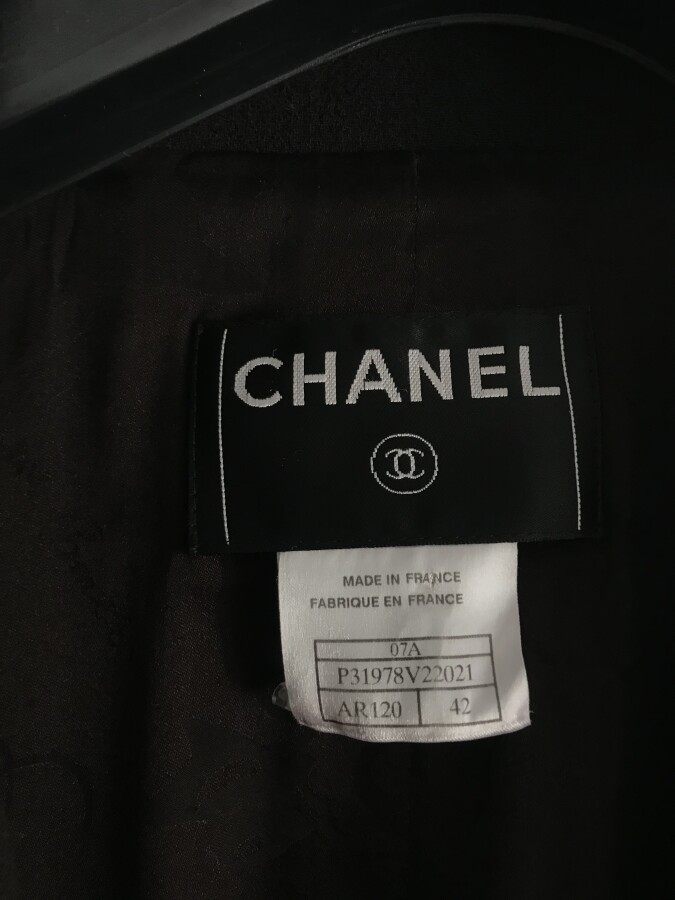 CHANEL
MADE IN FRANCE
FABRIQUE EN FRANCE
07A
P31978V22021
AR120 42